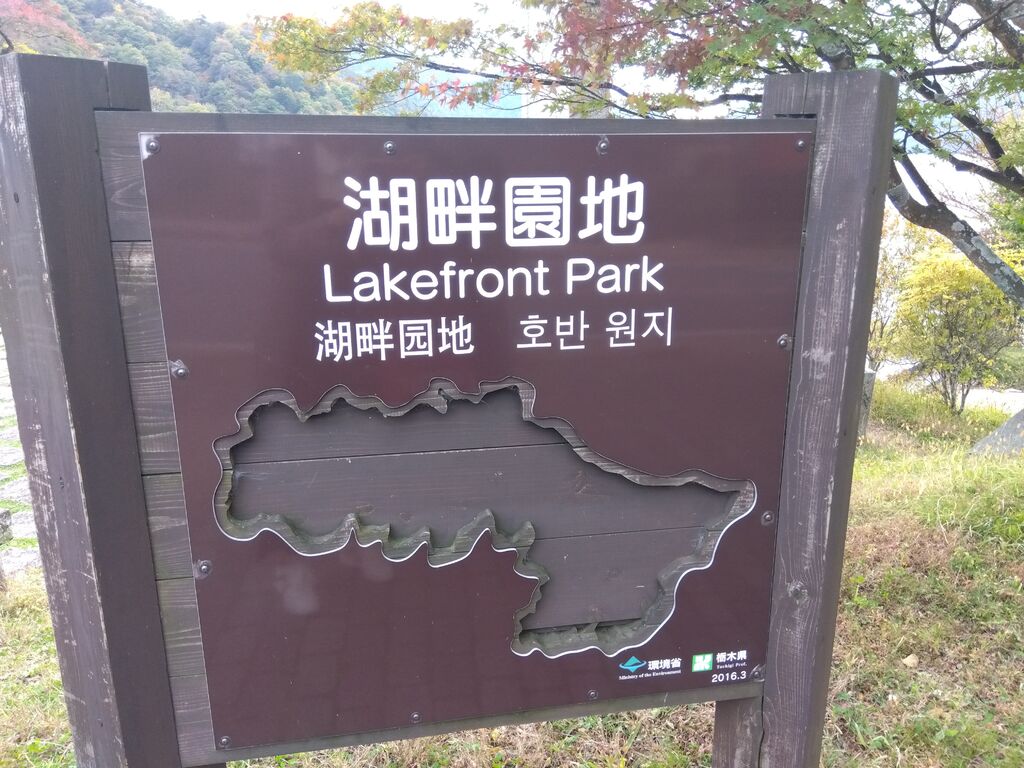 湖畔園地
Lakefront Park
湖畔园地 호반 원지
環境省 栃木県
Ministry of the Environment Tochigi Pref.
2016.3